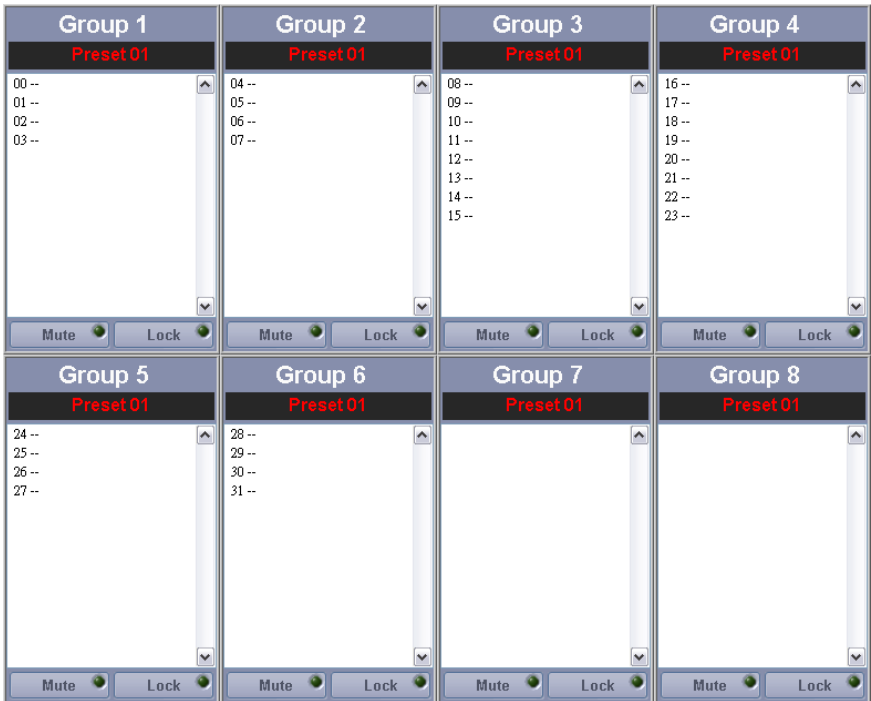 Group 1
Preset 01
00 --
01 --
02 --
03 --
Mute Lock
Group 2
Preset 01
04 --
05 --
06 --
07 --
Mute Lock
Group 3
Preset 01
08 --
09 --
10 --
11 --
12 --
13 --
14 --
15 --
Mute Lock
Group 4
Preset 01
16 --
17 --
18 --
19 --
20 --
21 --
22 --
23 --
Mute Lock
Group 5
Preset 01
24 --
25 --
26 --
27 --
Mute Lock
Group 6
Preset 01
28 --
29 --
30 --
31 --
Mute Lock
Group 7
Preset 01
Mute Lock
Group 8
Preset 01
Mute Lock